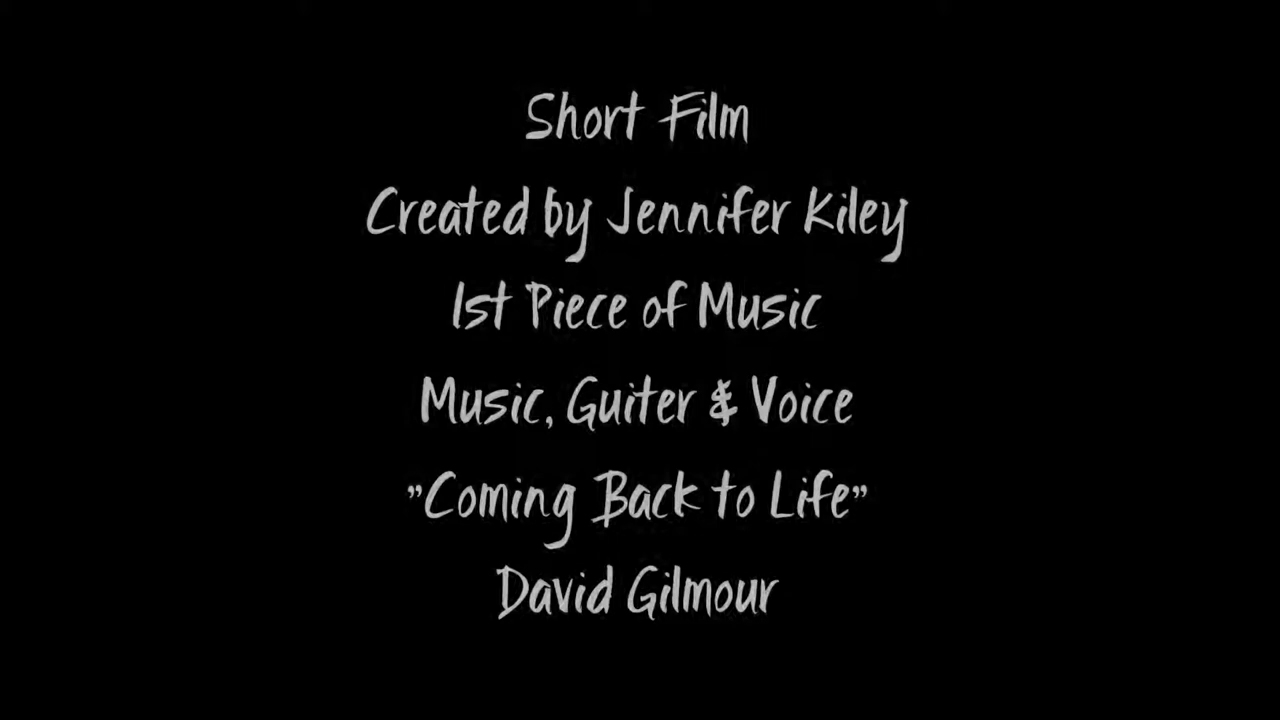 Short Film
Created by Jennifer Kiley
1st Piece of Music
Music, Guiter & Voice
”Coming Back to Life”
David Gilmour